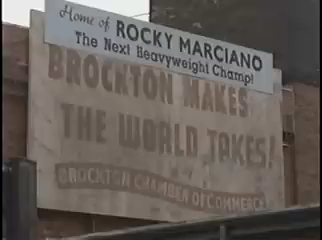 Home of ROCKY MARCIANO
The Next Heavyweight Champ!
BROCKTON MAKES
THE WORLD TAKES!
BROCKTON CHAMBER OF COMMERCE